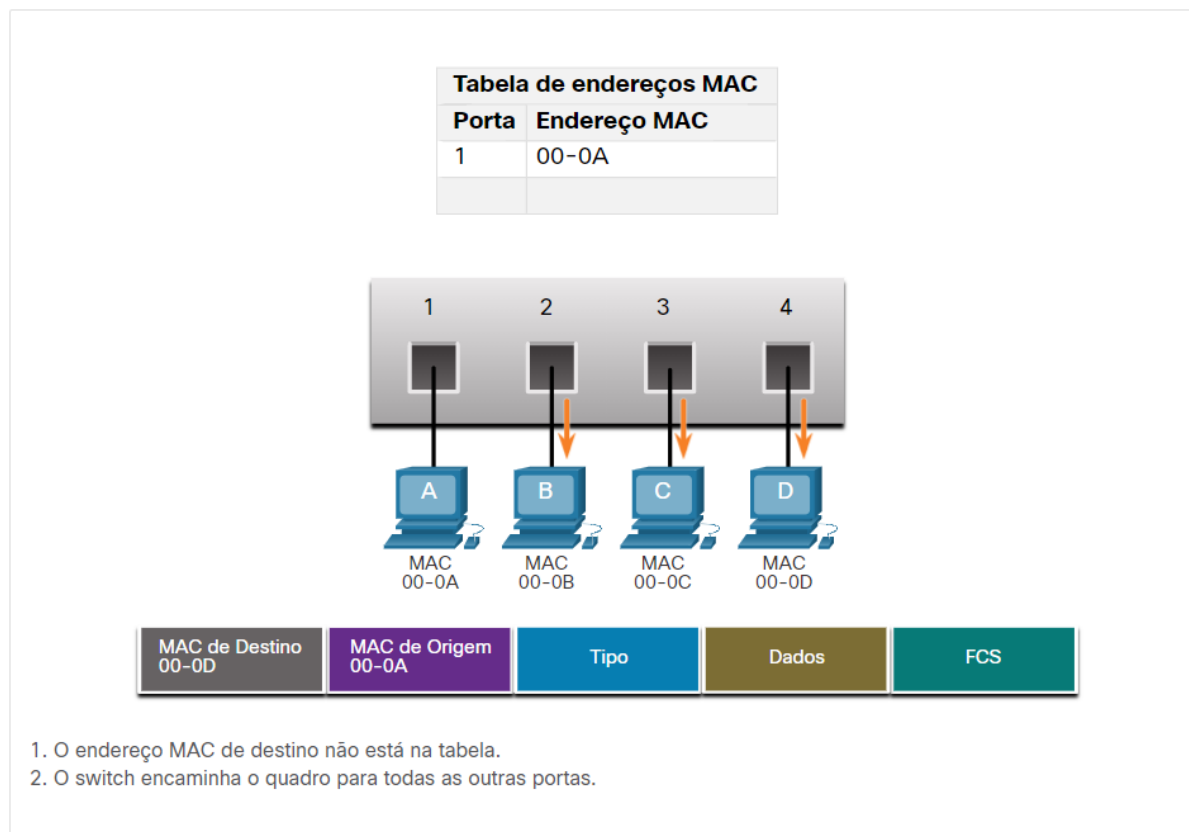 Tabela de endereços MAC
Porta Endereço MAC
1 00-0A
1 2 3 4
A B C D
MAC 00-0A
MAC 00-0B
MAC 00-0C
MAC 00-0D
MAC de Destino
00-0D
MAC de Origem
00-0A
Tipo
Dados
FCS
1. O endereço MAC de destino não está na tabela.
2. O switch encaminha o quadro para todas as outras portas.